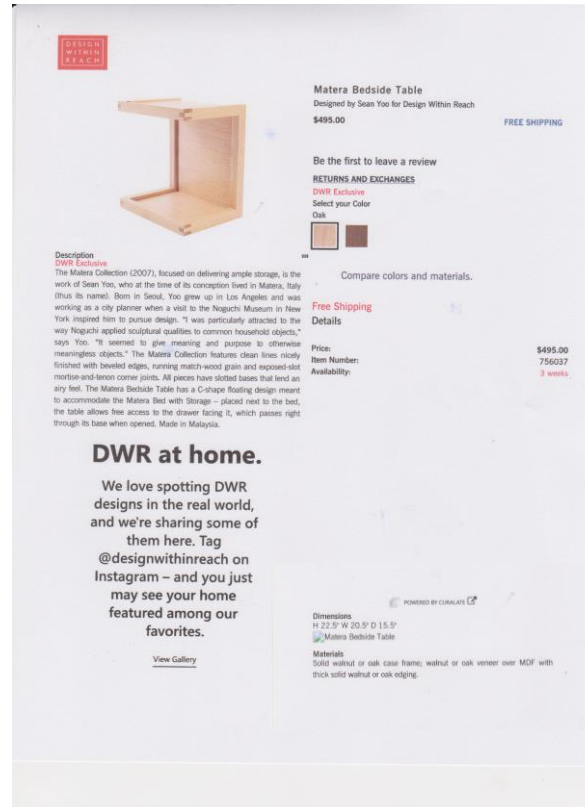 DESIGN
WITHIN
REACH
Matera Bedside Table
Designed by Sean Yoo for Design Within Reach
$495.00
FREE SHIPPING
Be the first to leave a review
RETURNS AND EXCHANGES
DWR Exclusive
Select your Color
Oak
Compare colors and materials.
Free Shipping
Details
Price: $495.00
Item Number: 756037
Availability: 3 weeks
Description
DWR Exclusive
The Matera Collection (2007), focused on delivering ample storage, is the
work of Sean Yoo, who at the time of its conception lived in Matera, Italy
(thus its name). Born in Seoul, Yoo grew up in Los Angeles and was
working as a city planner when a visit to the Noguchi Museum in New
York inspired him to pursue design. "I was particularly attracted to the
way Noguchi applied sculptural qualities to common household objects,"
says Yoo. "It seemed to give meaning and purpose to otherwise
meaningless objects." The Matera Collection features clean lines nicely
finished with beveled edges, running match-wood grain and exposed-slot
mortise-and-tenon corner joints. All pieces have slotted bases that lend an
airy feel. The Matera Bedside Table has a C-shape floating design meant
to accommodate the Matera Bed with Storage – placed next to the bed,
the table allows free access to the drawer facing it, which passes right
through its base when opened. Made in Malaysia.
DWR at home.
We love spotting DWR
designs in the real world,
and we're sharing some of
them here. Tag
@designwithinreach on
Instagram – and you just
may see your home
featured among our
favorites.
View Gallery
POWERED BY CURALATE
Dimensions
H 22.5" W 20.5" D 15.5"
Matera Bedside Table
Materials
Solid walnut or oak case frame; walnut or oak veneer over MDF with
thick solid walnut or oak edging.